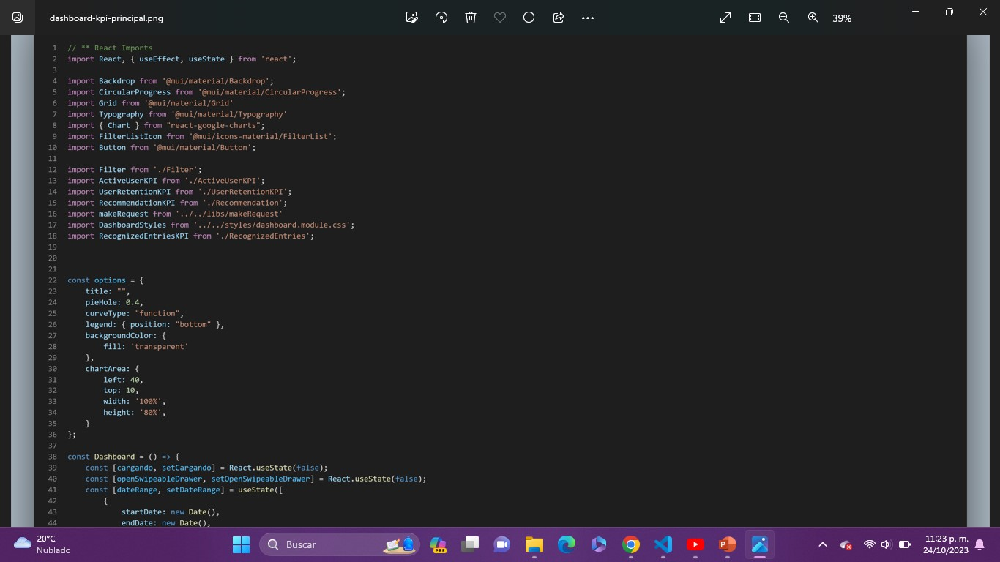 dashboard-kpi-principal.png
39%
1 // ** React Imports
2 import React, { useEffect, useState } from 'react';
3
4 import Backdrop from '@mui/material/Backdrop';
5 import CircularProgress from '@mui/material/CircularProgress';
6 import Grid from '@mui/material/Grid'
7 import Typography from '@mui/material/Typography'
8 import { Chart } from "react-google-charts";
9 import FilterListIcon from '@mui/icons-material/FilterList';
10 import Button from '@mui/material/Button';
11
12 import Filter from './Filter';
13 import ActiveUserKPI from './ActiveUserKPI';
14 import UserRetentionKPI from './UserRetentionKPI';
15 import RecommendationKPI from './Recommendation';
16 import makeRequest from '../../libs/makeRequest'
17 import DashboardStyles from '../../styles/dashboard.module.css';
18 import RecognizedEntriesKPI from './RecognizedEntries';
19
20
21
22 const options = {
23     title: "",
24     pieHole: 0.4,
25     curveType: "function",
26     legend: { position: "bottom" },
27     backgroundColor: {
28         fill: 'transparent'
29     },
30     chartArea: {
31         left: 40,
32         top: 10,
33         width: '100%',
34         height: '80%',
35     }
36 };
37
38 const Dashboard = () => {
39     const [cargando, setCargando] = React.useState(false);
40     const [openSwipeableDrawer, setOpenSwipeableDrawer] = React.useState(false);
41     const [dateRange, setDateRange] = useState([
42         {
43             startDate: new Date(),
44             endDate: new Date(),
20°C
Nublado
Buscar
PRE
11:23 p. m.
24/10/2023